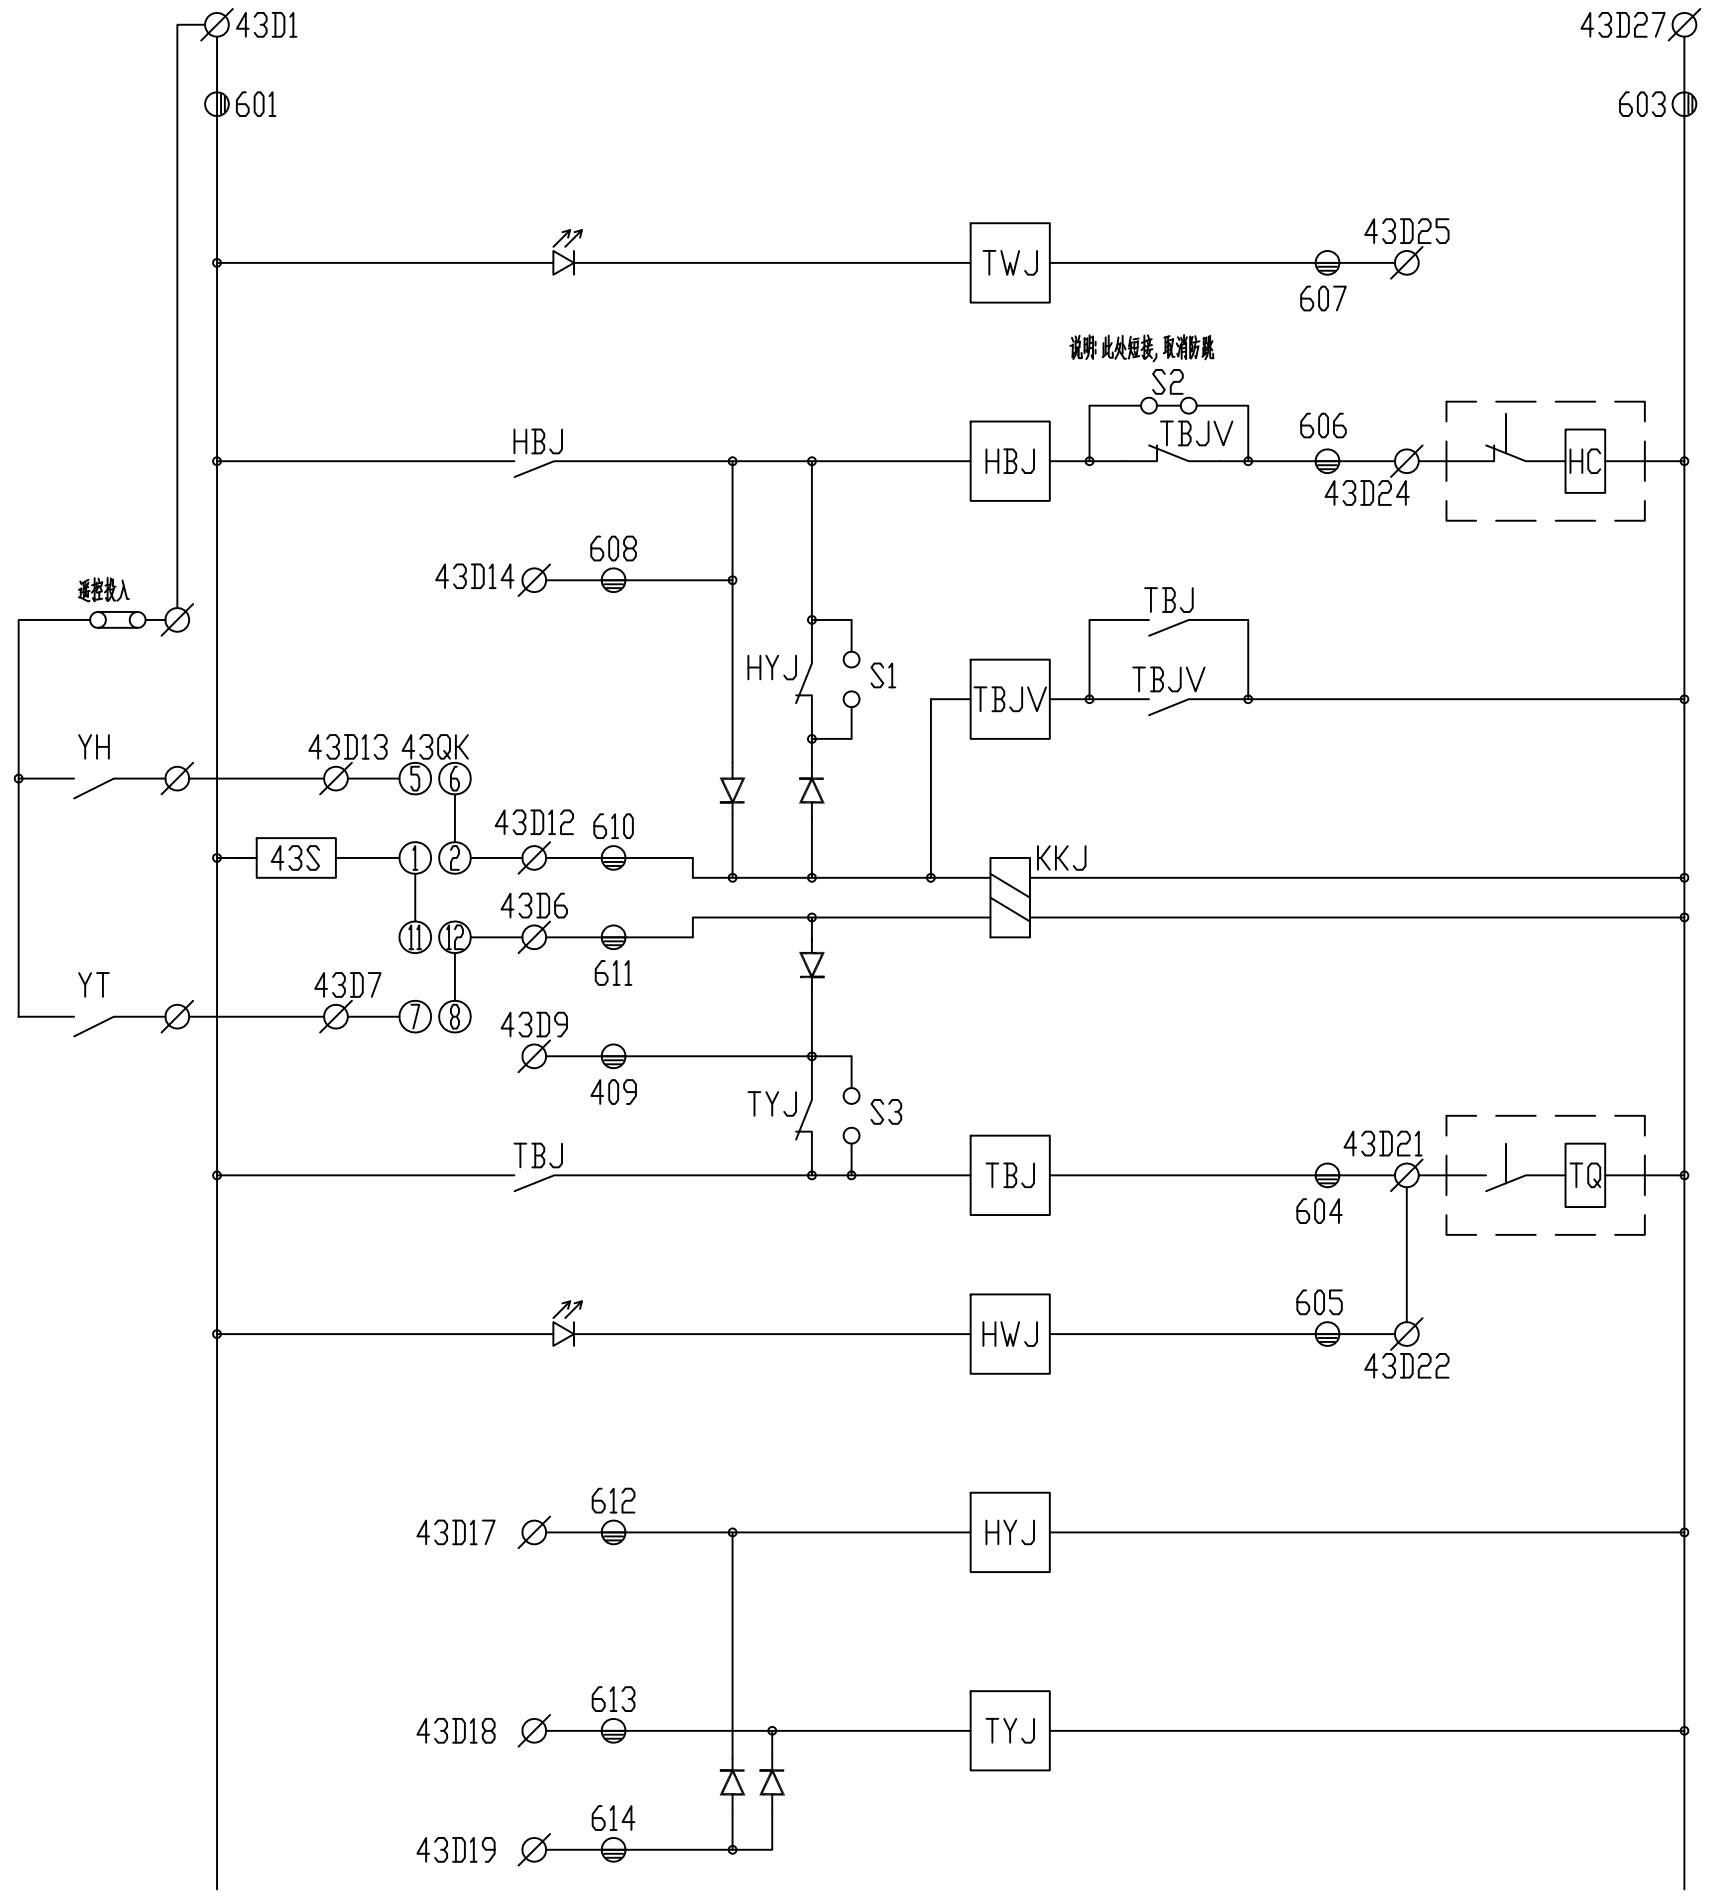 43D1
43D27
601
603
43D25
TWJ
607
说明:此处短接,取消防跳
S2
TBJV
606
HBJ
HBJ
HC
43D24
608
43D14
遥控投入
TBJ
HYJ
S1
TBJV
TBJV
YH
43D13
43QK
5
6
43D12
610
43S
1
2
KKJ
43D6
11
12
611
YT
43D7
7
8
43D9
409
TYJ
S3
43D21
TBJ
TBJ
TQ
604
605
HWJ
43D22
612
43D17
HYJ
613
43D18
TYJ
614
43D19